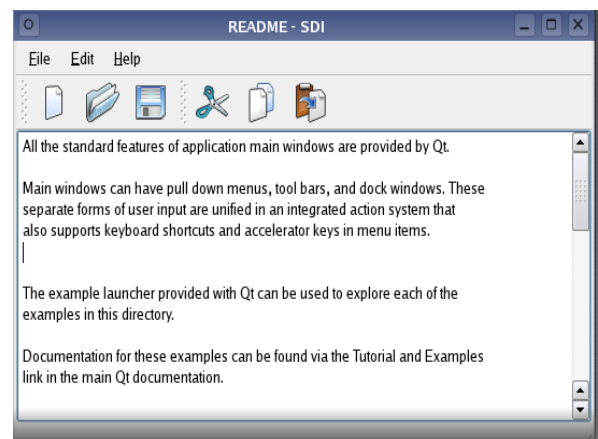 README - SDI
File Edit Help
All the standard features of application main windows are provided by Qt.
Main windows can have pull down menus, tool bars, and dock windows. These
separate forms of user input are unified in an integrated action system that
also supports keyboard shortcuts and accelerator keys in menu items.
The example launcher provided with Qt can be used to explore each of the
examples in this directory.
Documentation for these examples can be found via the Tutorial and Examples
link in the main Qt documentation.